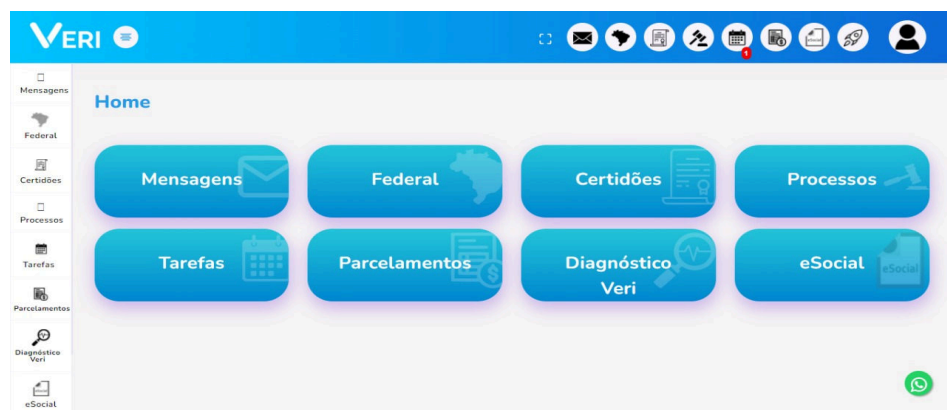 VERI
1
Mensagens
Federal
Certidões
Processos
Tarefas
Parcelamentos
Diagnóstico
Veri
eSocial
Home
Mensagens
Federal
Certidões
Processos
Tarefas
Parcelamentos
Diagnóstico
Veri
eSocial
eSocial